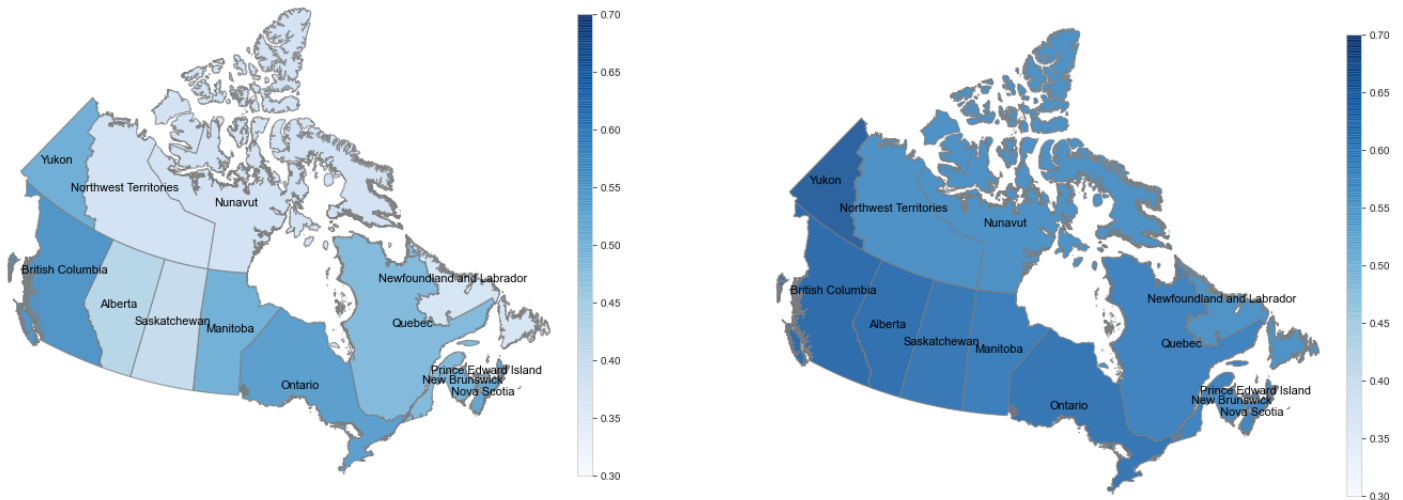 0.70
0.65
0.60
0.55
0.50
0.45
0.40
0.35
0.30
Yukon
Northwest Territories
Nunavut
British Columbia
Alberta
Saskatchewan
Manitoba
Ontario
Newfoundland and Labrador
Quebec
Prince Edward Island
New Brunswick
Nova Scotia
0.70
0.65
0.60
0.55
0.50
0.45
0.40
0.35
0.30
Yukon
Northwest Territories
Nunavut
British Columbia
Alberta
Saskatchewan
Manitoba
Ontario
Newfoundland and Labrador
Quebec
Prince Edward Island
New Brunswick
Nova Scotia